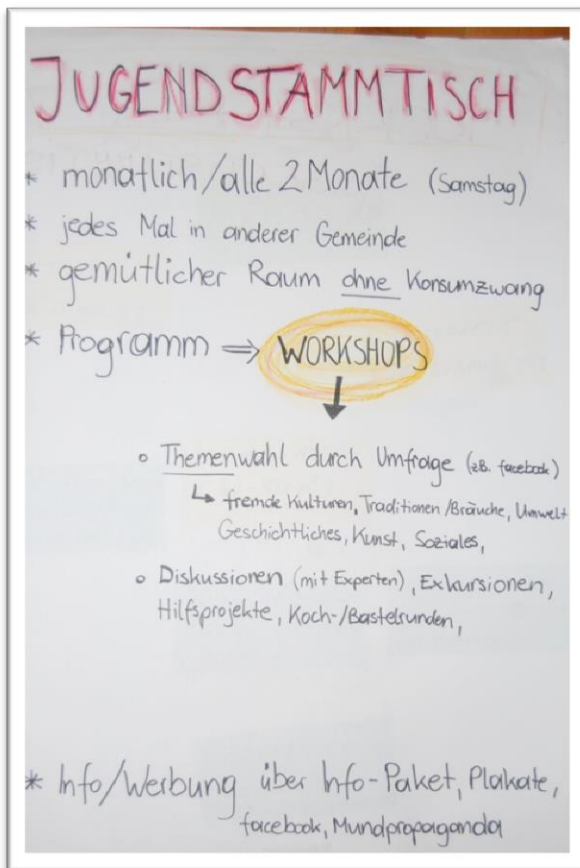 JUGENDSTAMMTISCH
* monatlich/alle 2 Monate (Samstag)
* jedes Mal in anderer Gemeinde
* gemütlicher Raum ohne Konsumzwang
* Programm ⇒ WORKSHOPS
↓
○ Themenwahl durch Umfrage (zB. facebook)
↳ fremde Kulturen, Traditionen/Bräuche, Umwelt
Geschichtliches, Kunst, Soziales,
○ Diskussionen (mit Experten), Exkursionen,
Hilfsprojekte, Koch-/Bastelrunden,
* Info/Werbung über Info-Paket, Plakate,
facebook, Mundpropaganda